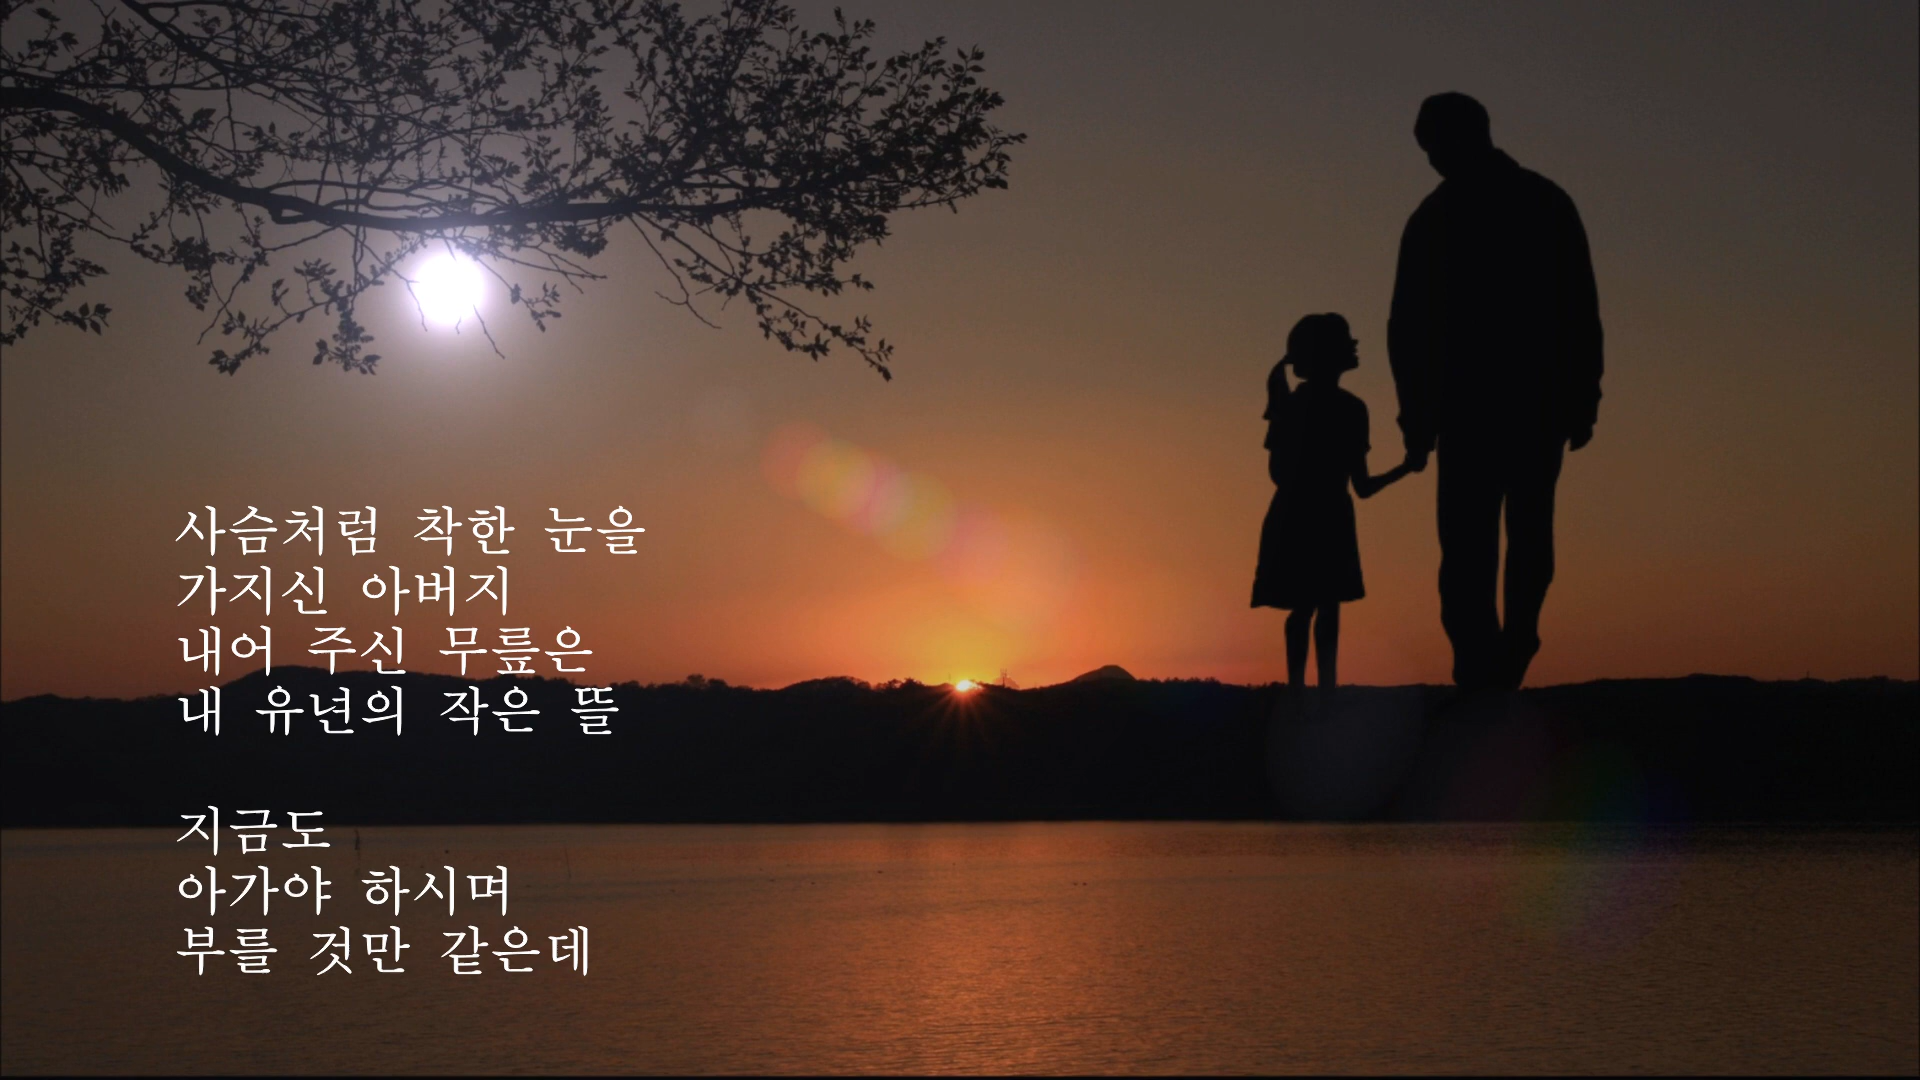 사슴처럼 착한 눈을
가지신 아버지
내어 주신 무릎은
내 유년의 작은 뜰
지금도
아가야 하시며
부를 것만 같은데